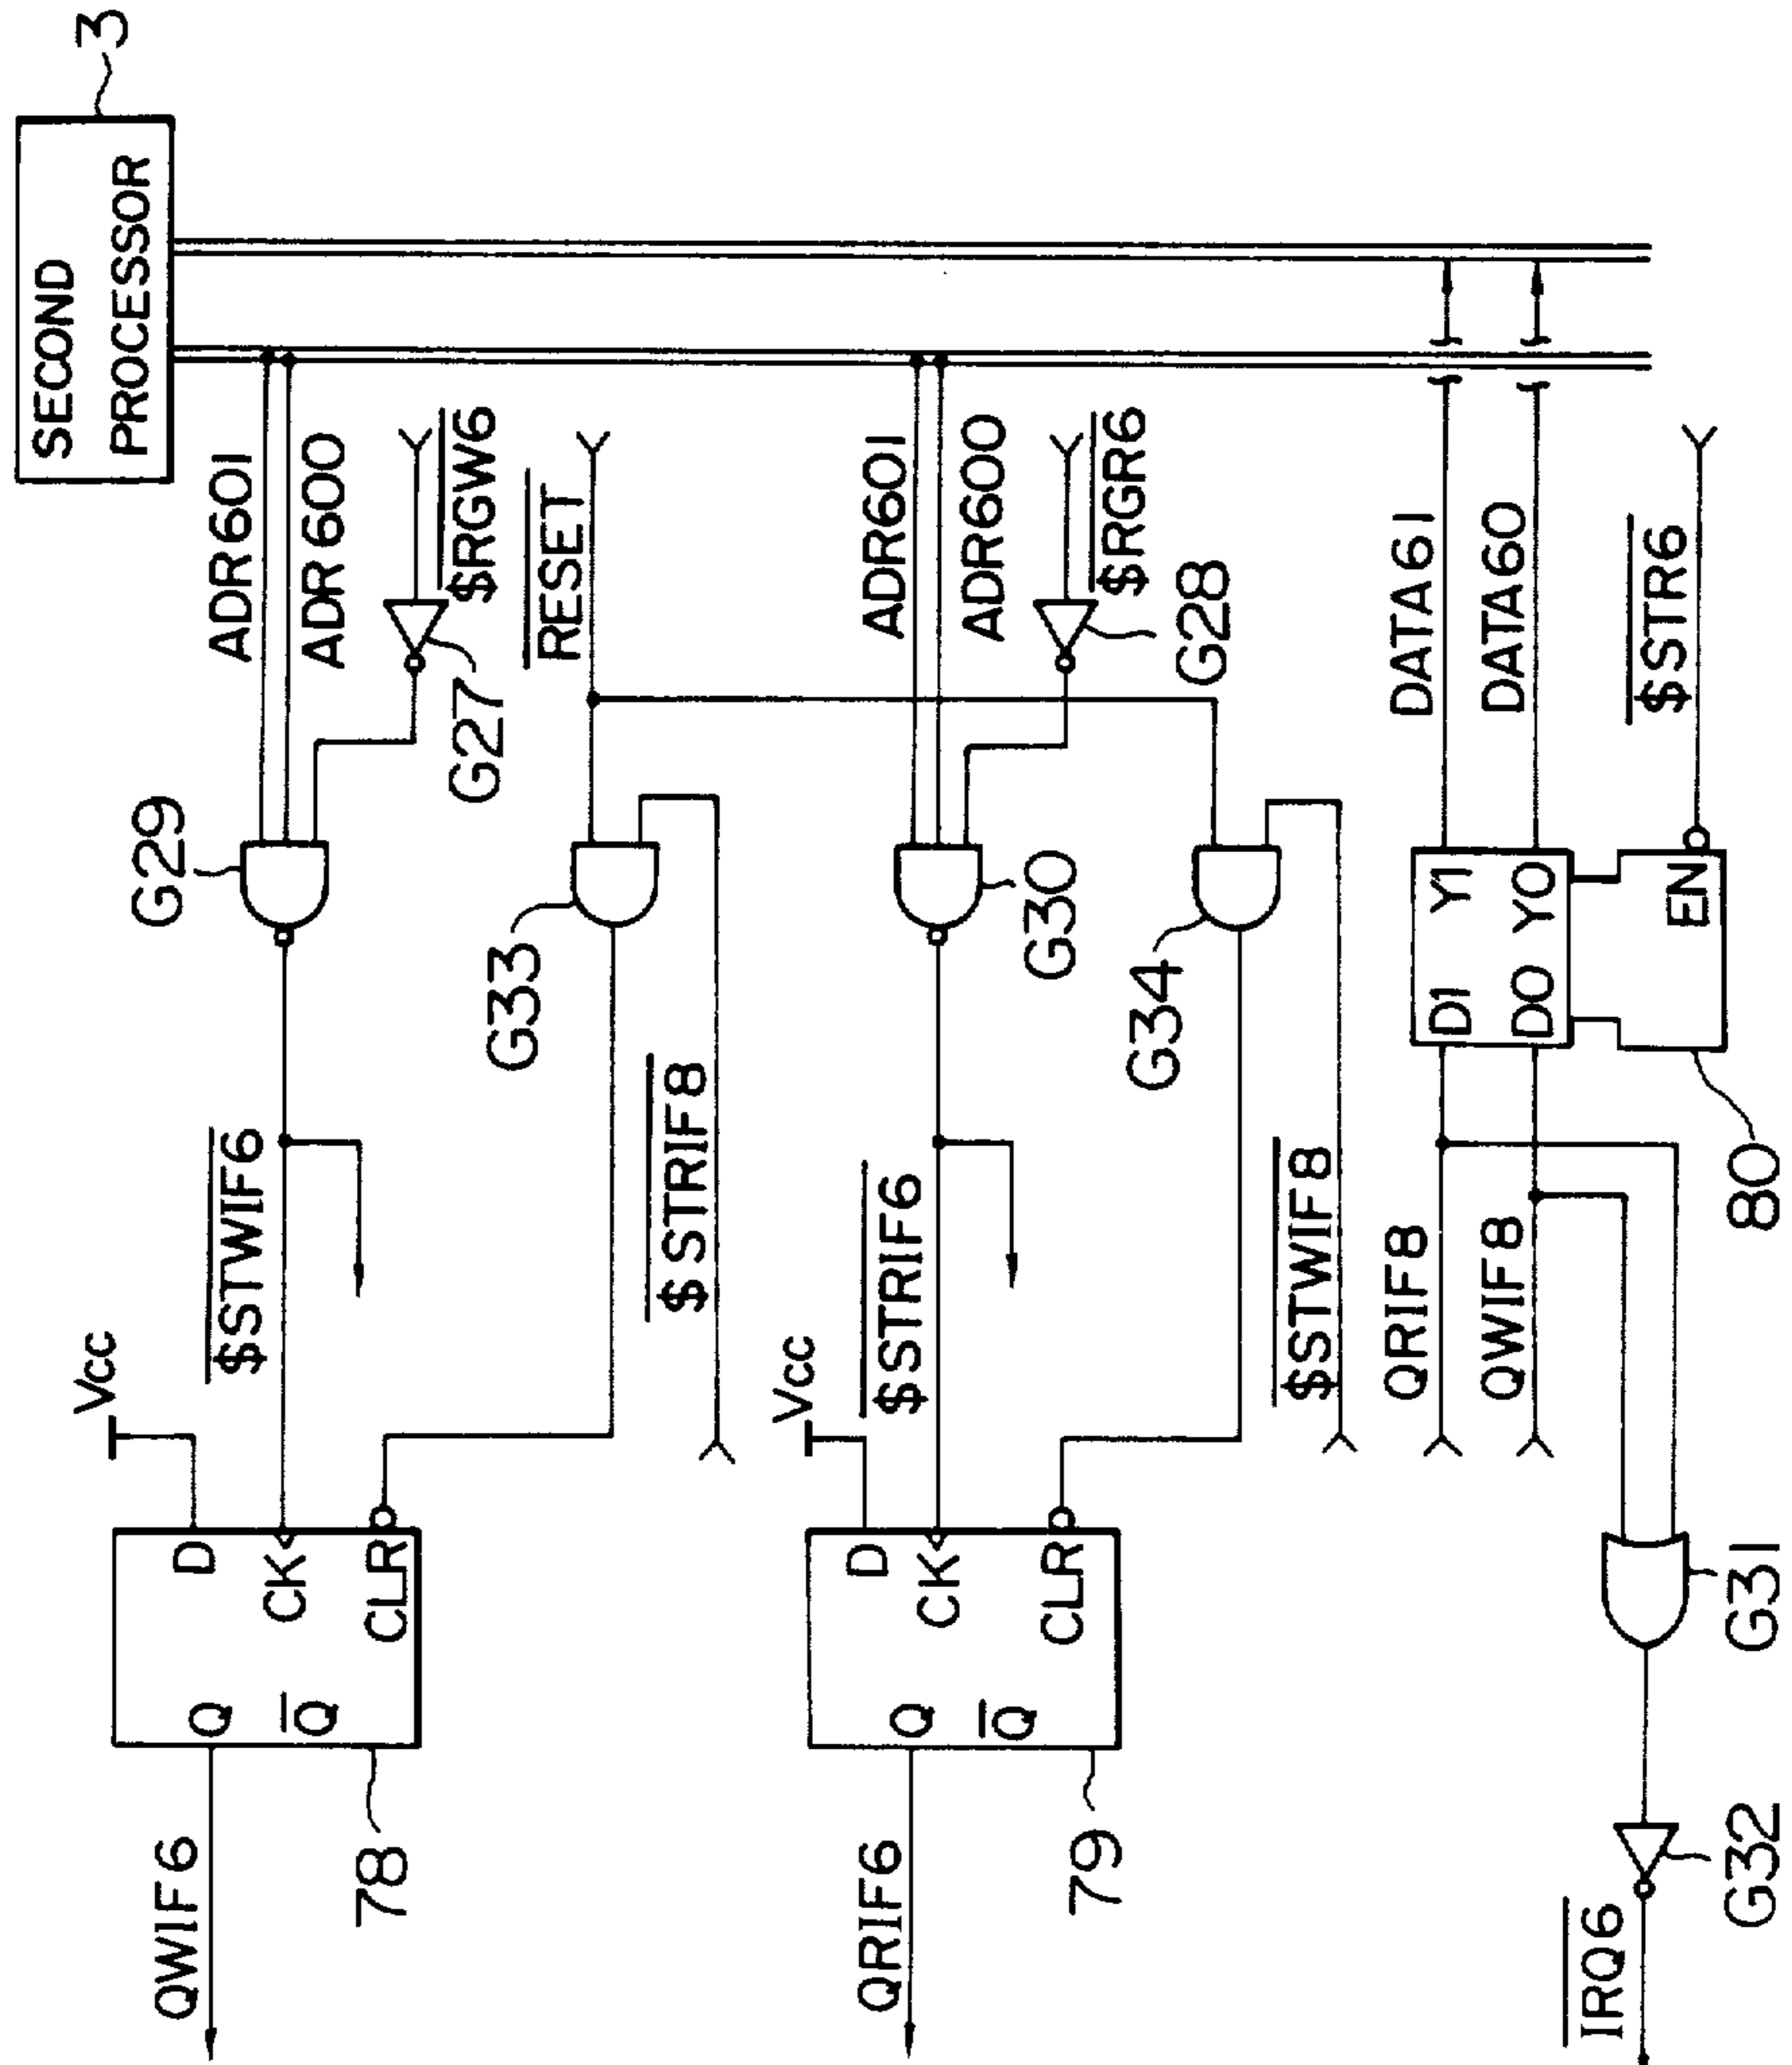 SECOND
PROCESSOR
3
ADR601
ADR600
$RGW6
G27
G29
$STWIF6
Vcc
D
CK
CLR
Q
Q
78
QWIF6
RESET
G33
$STRIF8
ADR601
ADR600
$RGR6
G28
G30
$STRIF6
Vcc
D
CK
CLR
Q
Q
79
QRIF6
G34
$STWIF8
DATA61
DATA60
$STR6
D1 Y1
D0 Y0
EN
80
QRIF8
QWIF8
G31
G32
IRQ6